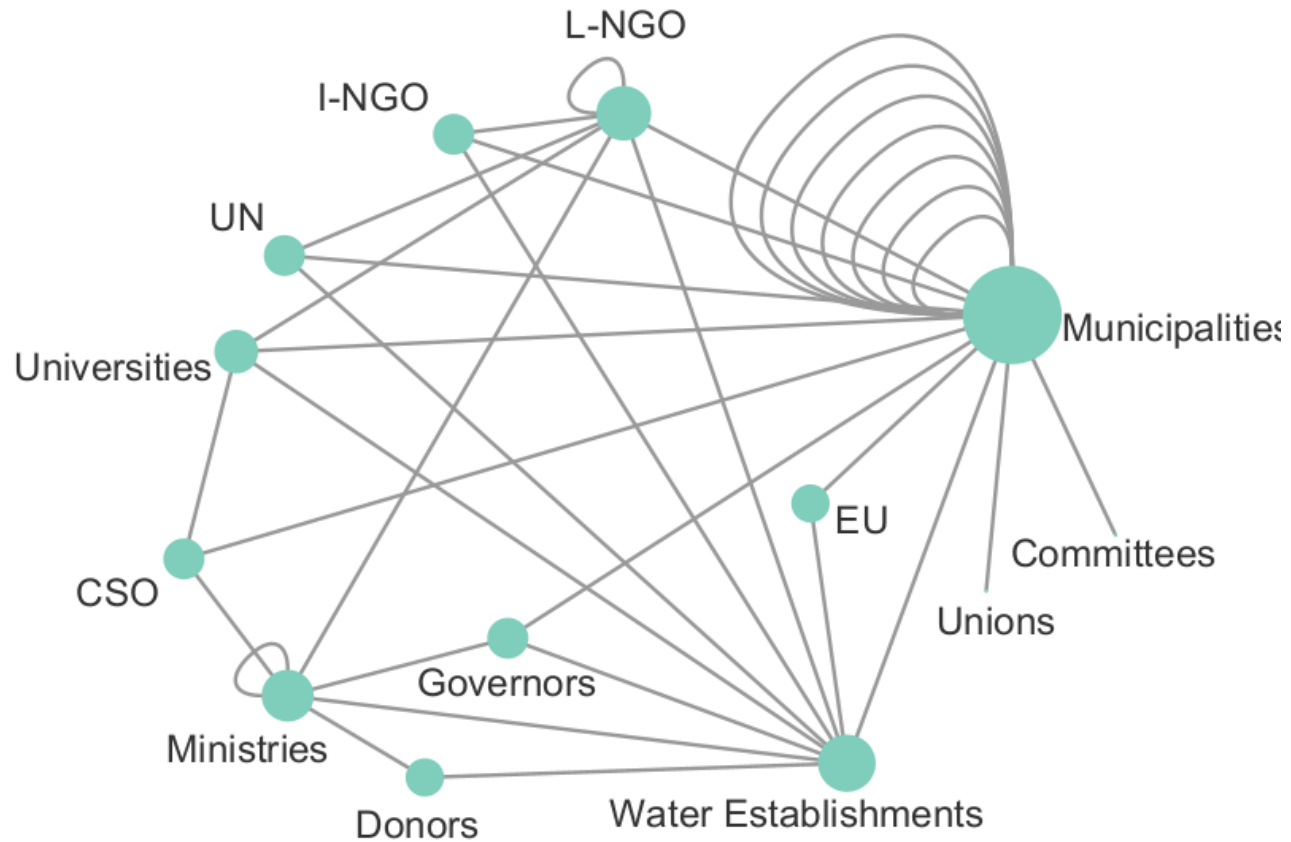 L-NGO
I-NGO
UN
Municipalities
Universities
EU
Committees
CSO
Unions
Governors
Ministries
Water Establishments
Donors